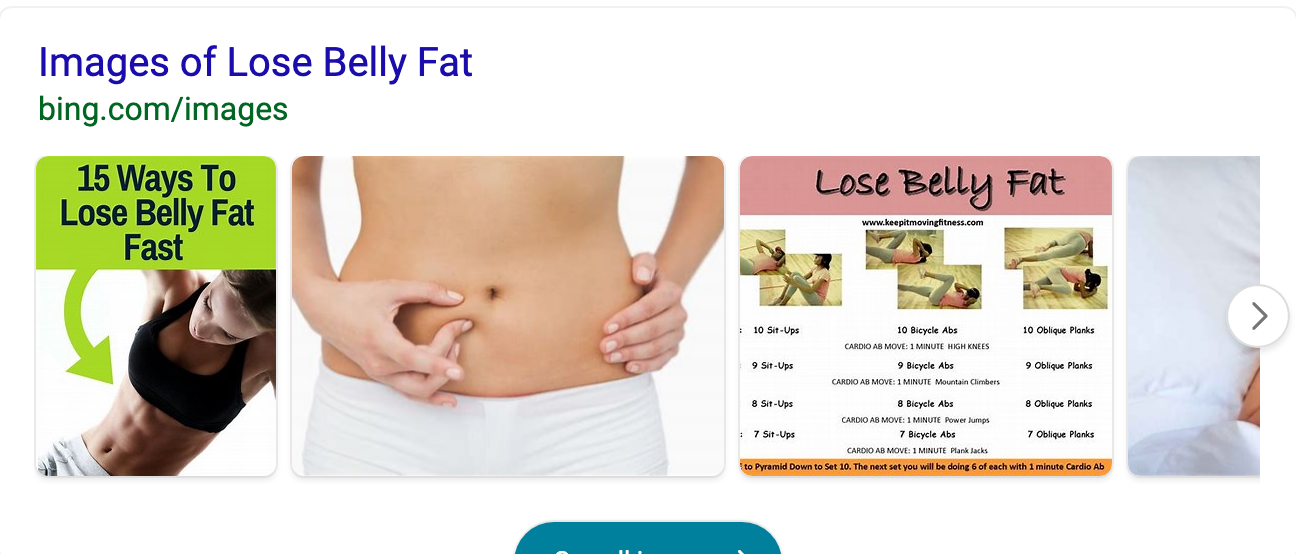 Images of Lose Belly Fat
bing.com/images
15 Ways To
Lose Belly Fat
Fast
Lose Belly Fat
www.keepitmovingfitness.com
10 Sit-Ups 10 Bicycle Abs 10 Oblique Planks
CARDIO AB MOVE: 1 MINUTE HIGH KNEES
9 Sit-Ups 9 Bicycle Abs 9 Oblique Planks
CARDIO AB MOVE: 1 MINUTE Mountain Climbers
8 Sit-Ups 8 Bicycle Abs 8 Oblique Planks
CARDIO AB MOVE: 1 MINUTE Power Jumps
7 Sit-Ups 7 Bicycle Abs 7 Oblique Planks
CARDIO AB MOVE: 1 MINUTE Plank Jacks
to Pyramid Down to Set 10. The next set you will be doing 6 of each with 1 minute Cardio Ab